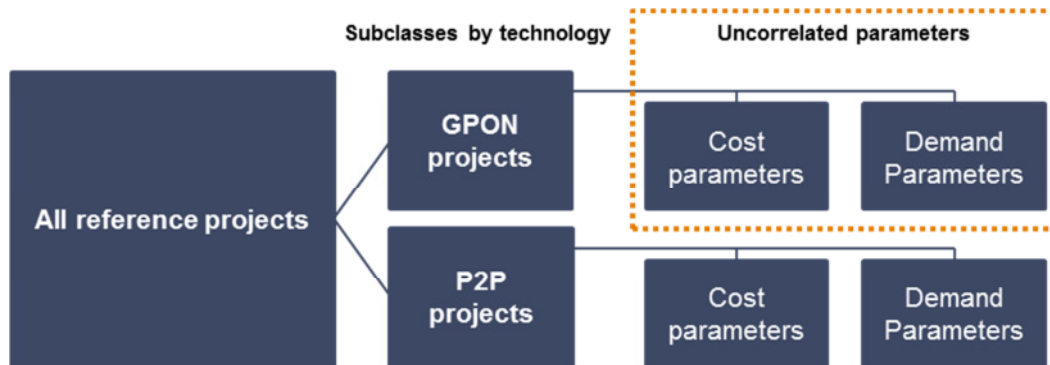 Subclasses by technology
Uncorrelated parameters
All reference projects
GPON
projects
Cost
parameters
Demand
Parameters
P2P
projects
Cost
parameters
Demand
Parameters